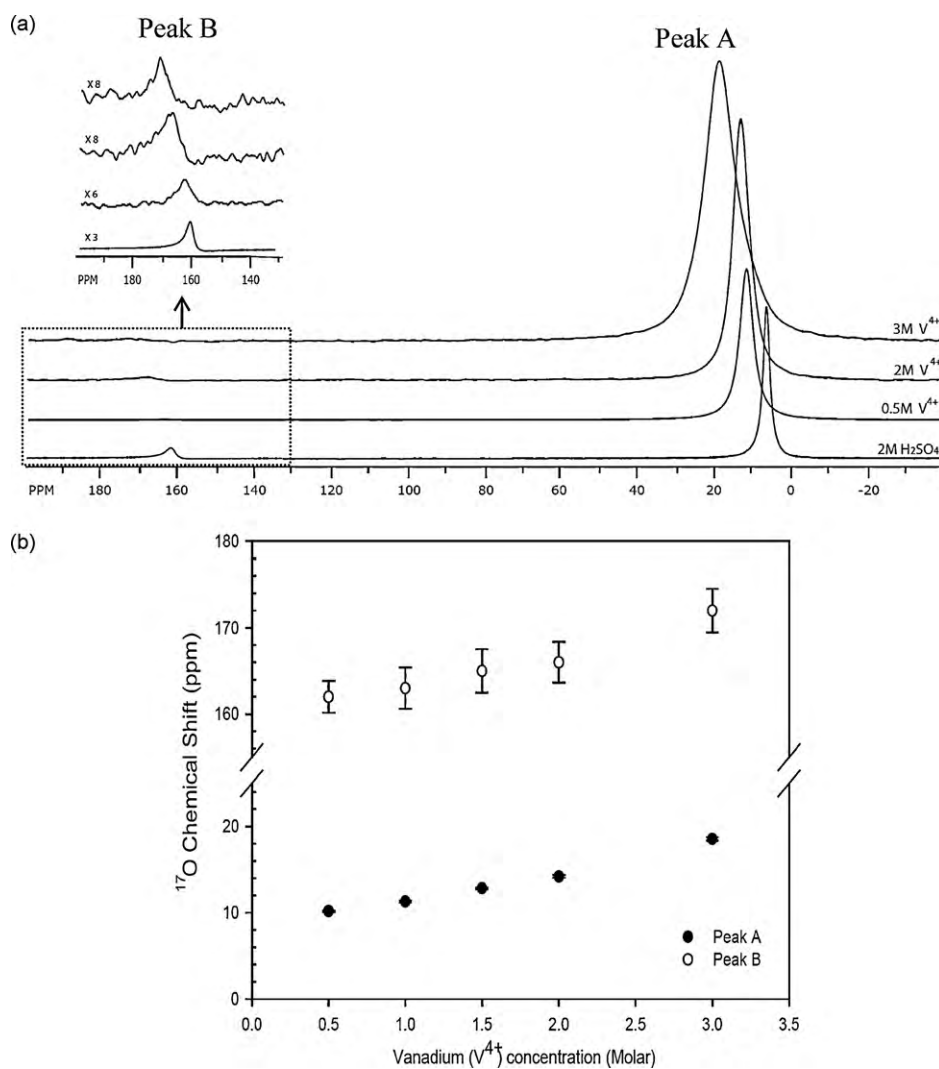 (a)
Peak B
Peak A
X8
X8
X6
X3
PPM 180 160 140
3M V⁴⁺
2M V⁴⁺
0.5M V⁴⁺
2M H₂SO₄
PPM 180 160 140 120 100 80 60 40 20 0 -20
(b)
180
170
160
20
10
0
¹⁷O Chemical Shift (ppm)
Peak A
Peak B
0.0 0.5 1.0 1.5 2.0 2.5 3.0 3.5
Vanadium (V⁴⁺) concentration (Molar)